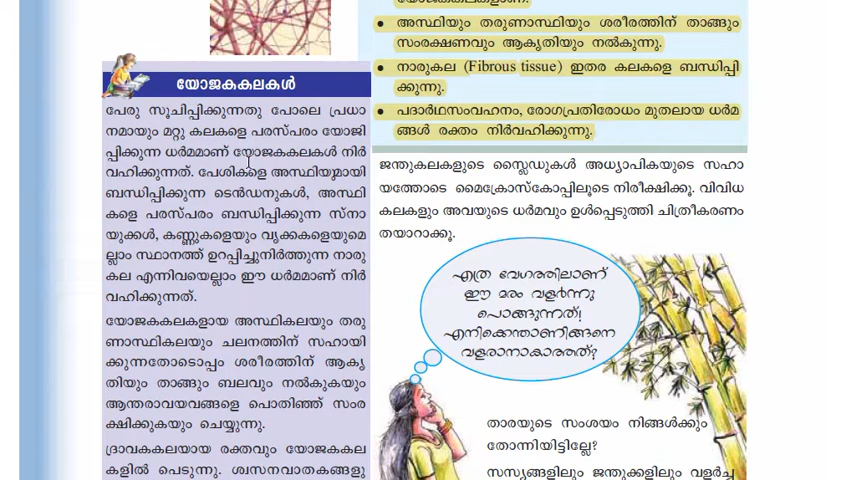 യോജകകലകൾ
പേരു സൂചിപ്പിക്കുന്നതു പോലെ പ്രധാ
നമായും മറ്റു കലകളെ പരസ്പരം യോജി
പ്പിക്കുന്ന ധർമമാണ് യോജകകലകൾ നിർ
വഹിക്കുന്നത്. പേശികളെ അസ്ഥിയുമായി
ബന്ധിപ്പിക്കുന്ന ടെൻഡനുകൾ, അസ്ഥി
കളെ പരസ്പരം ബന്ധിപ്പിക്കുന്ന സ്നാ
യുക്കൾ, കണ്ണുകളെയും വൃക്കകളെയുമെ
ല്ലാം സ്ഥാനത്ത് ഉറപ്പിച്ചുനിർത്തുന്ന നാരു
കല എന്നിവയെല്ലാം ഈ ധർമമാണ് നിർ
വഹിക്കുന്നത്.
യോജകകലകളായ അസ്ഥികലയും തരു
ണാസ്ഥികലയും ചലനത്തിന് സഹായി
ക്കുന്നതോടൊപ്പം ശരീരത്തിന് ആകൃ
തിയും താങ്ങും ബലവും നൽകുകയും
ആന്തരാവയവങ്ങളെ പൊതിഞ്ഞ് സംര
ക്ഷിക്കുകയും ചെയ്യുന്നു.
ദ്രാവകകലയായ രക്തവും യോജകകല
കളിൽ പെടുന്നു. ശ്വസനവാതകങ്ങളു
യോജകകലകളാണ്.
• അസ്ഥിയും തരുണാസ്ഥിയും ശരീരത്തിന് താങ്ങും
സംരക്ഷണവും ആകൃതിയും നൽകുന്നു.
• നാരുകല (Fibrous tissue) ഇതര കലകളെ ബന്ധിപ്പി
ക്കുന്നു.
• പദാർഥസംവഹനം, രോഗപ്രതിരോധം മുതലായ ധർമ
ങ്ങൾ രക്തം നിർവഹിക്കുന്നു.
ജന്തുകലകളുടെ സ്ലൈഡുകൾ അധ്യാപികയുടെ സഹാ
യത്തോടെ മൈക്രോസ്കോപ്പിലൂടെ നിരീക്ഷിക്കൂ. വിവിധ
കലകളും അവയുടെ ധർമവും ഉൾപ്പെടുത്തി ചിത്രീകരണം
തയാറാക്കൂ.
എത്ര വേഗത്തിലാണ്
ഈ മരം വളർന്നു
പൊങ്ങുന്നത്!
എനിക്കെന്താണിങ്ങനെ
വളരാനാകാത്തത്?
താരയുടെ സംശയം നിങ്ങൾക്കും
തോന്നിയിട്ടില്ലേ?
സസ്യങ്ങളിലും ജന്തുക്കളിലും വളർച്ച